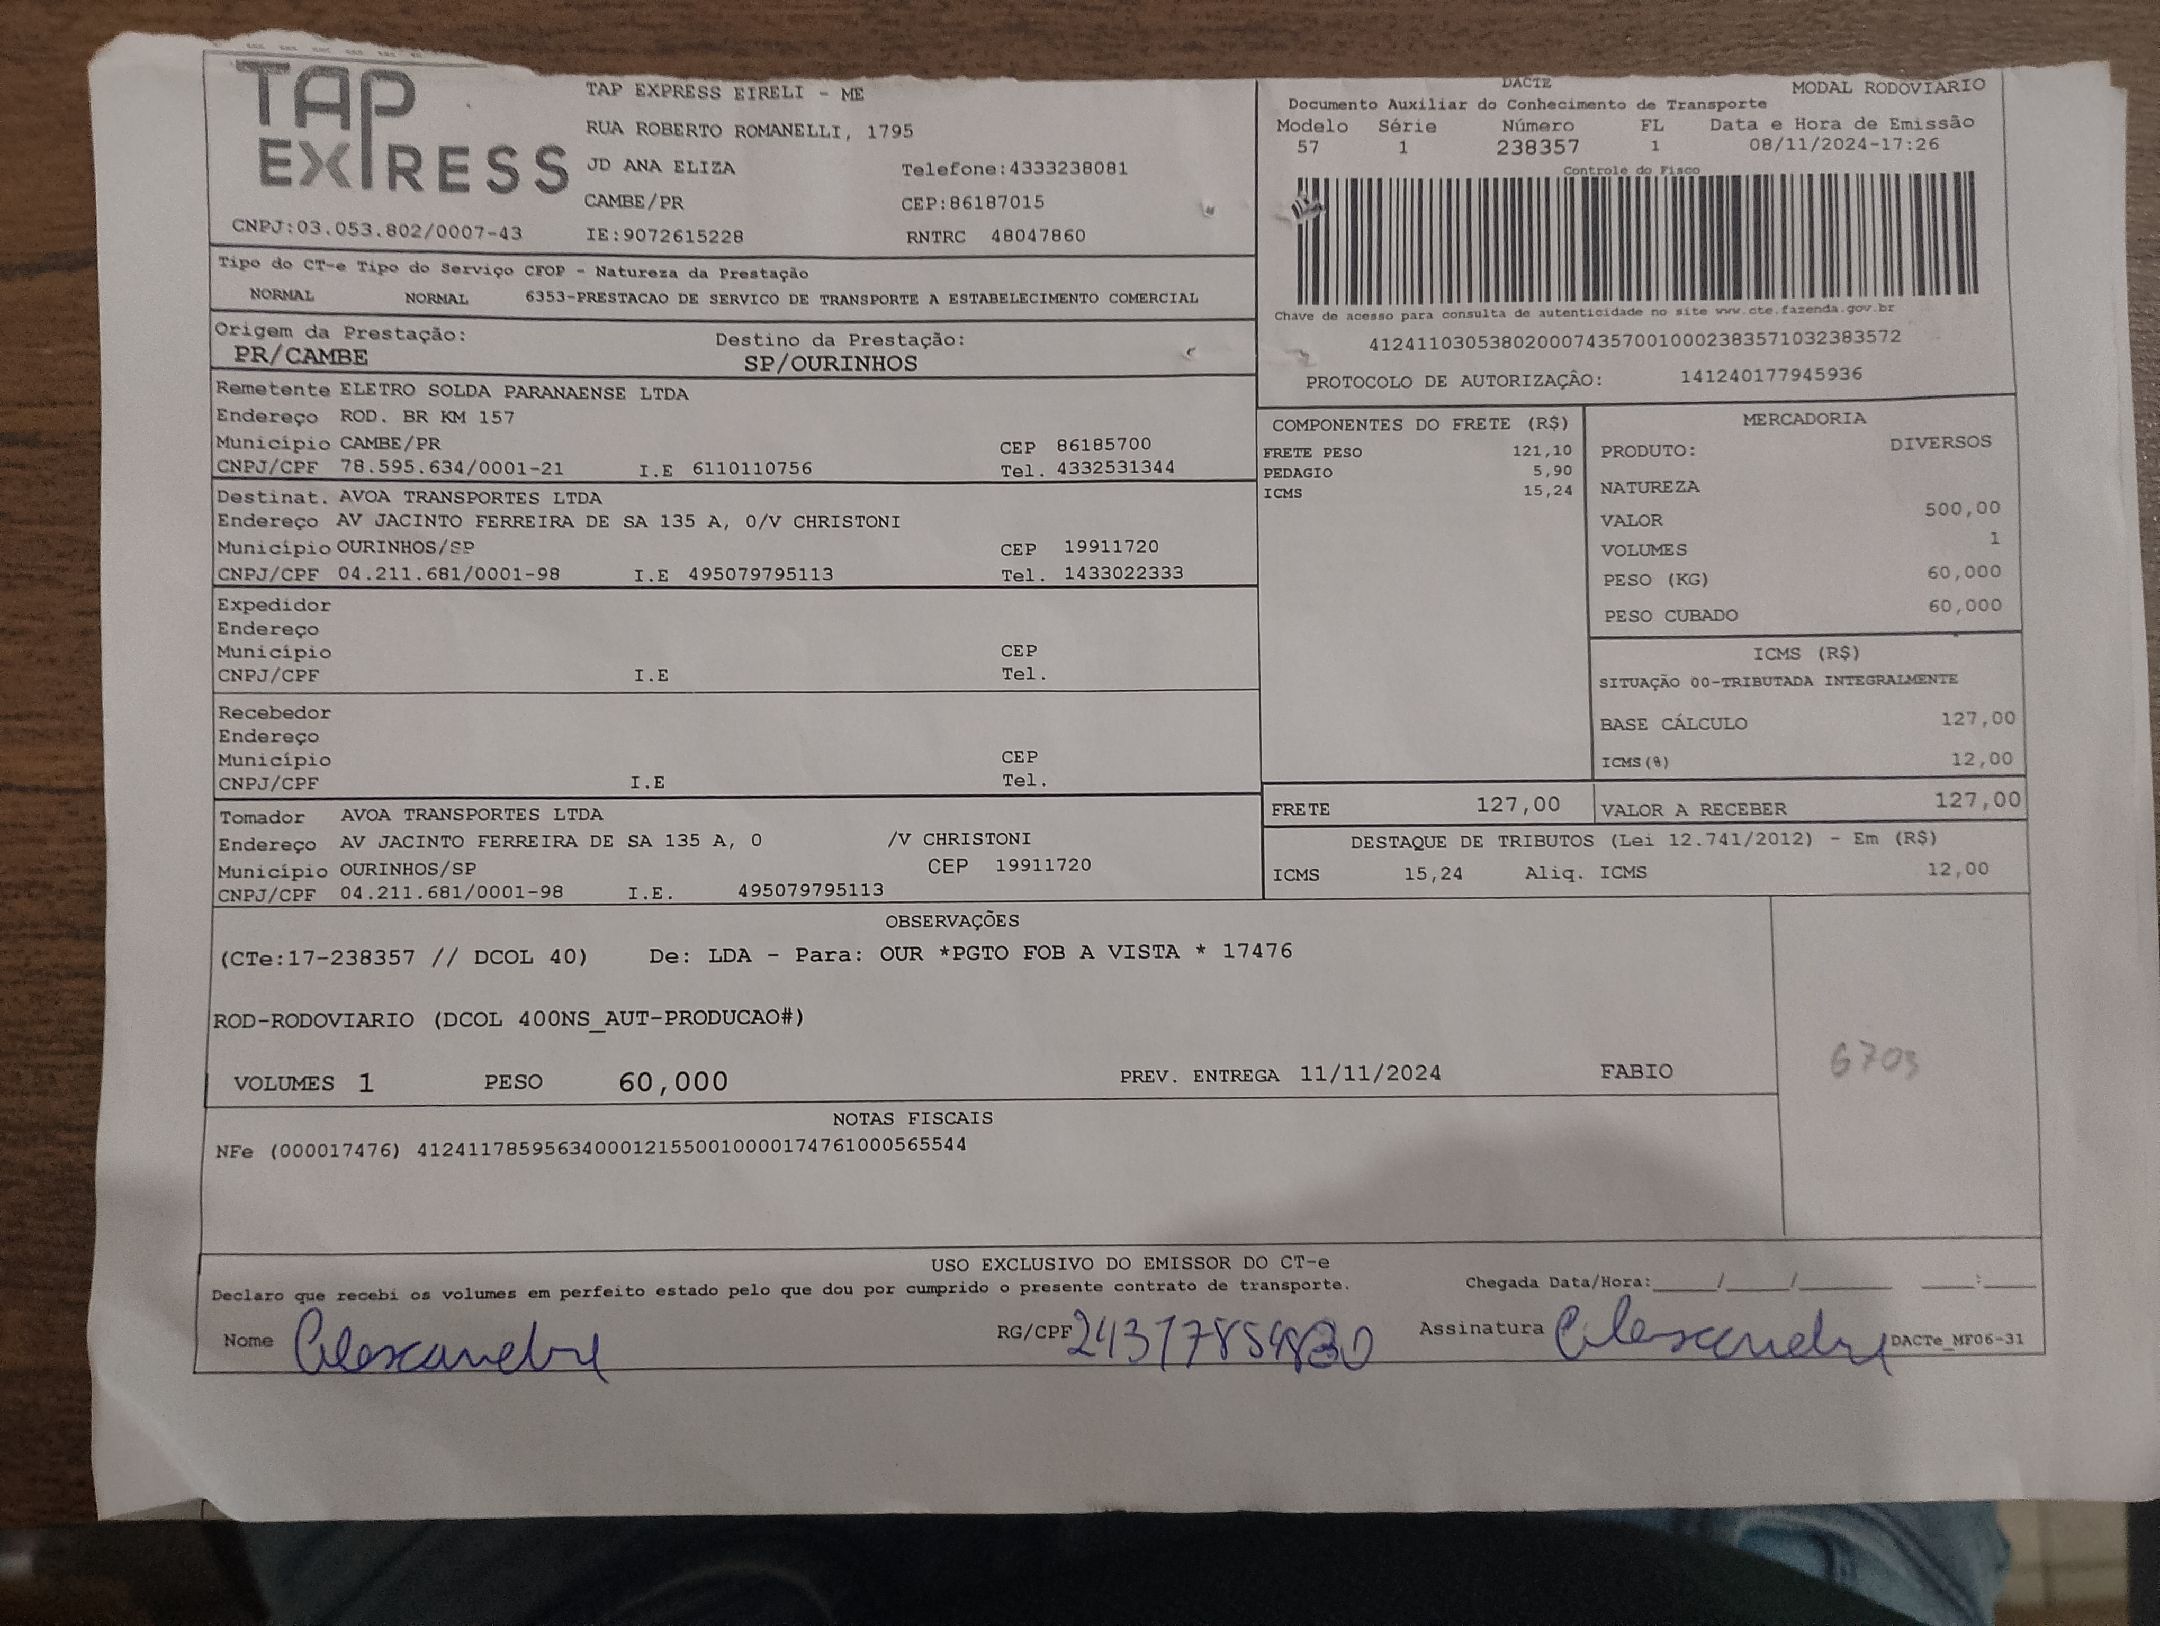 TAP EXPRESS
TAP EXPRESS EIRELI - ME
RUA ROBERTO ROMANELLI, 1795
JD ANA ELIZA Telefone:4333238081
CAMBE/PR CEP:86187015
CNPJ:03.053.802/0007-43 IE:9072615228 RNTRC 48047860
DACTE MODAL RODOVIARIO
Documento Auxiliar do Conhecimento de Transporte
Modelo Série Número FL Data e Hora de Emissão
57 1 238357 1 08/11/2024-17:26
Controle do Fisco
Chave de acesso para consulta de autenticidade no site www.cte.fazenda.gov.br
41241103053802000743570010002383571032383572
PROTOCOLO DE AUTORIZAÇÃO: 141240177945936
Tipo do CT-e Tipo do Serviço CFOP - Natureza da Prestação
NORMAL NORMAL 6353-PRESTACAO DE SERVICO DE TRANSPORTE A ESTABELECIMENTO COMERCIAL
Origem da Prestação: Destino da Prestação:
PR/CAMBE SP/OURINHOS
Remetente ELETRO SOLDA PARANAENSE LTDA
Endereço ROD. BR KM 157
Município CAMBE/PR CEP 86185700
CNPJ/CPF 78.595.634/0001-21 I.E 6110110756 Tel. 4332531344
Destinat. AVOA TRANSPORTES LTDA
Endereço AV JACINTO FERREIRA DE SA 135 A, 0/V CHRISTONI
Município OURINHOS/SP CEP 19911720
CNPJ/CPF 04.211.681/0001-98 I.E 495079795113 Tel. 1433022333
Expedidor
Endereço
Município CEP
CNPJ/CPF I.E Tel.
Recebedor
Endereço
Município CEP
CNPJ/CPF I.E Tel.
Tomador AVOA TRANSPORTES LTDA
Endereço AV JACINTO FERREIRA DE SA 135 A, 0 /V CHRISTONI
Município OURINHOS/SP CEP 19911720
CNPJ/CPF 04.211.681/0001-98 I.E. 495079795113
COMPONENTES DO FRETE (R$)
FRETE PESO 121,10
PEDAGIO 5,90
ICMS 15,24
MERCADORIA
PRODUTO: DIVERSOS
NATUREZA
VALOR 500,00
VOLUMES 1
PESO (KG) 60,000
PESO CUBADO 60,000
ICMS (R$)
SITUAÇÃO 00-TRIBUTADA INTEGRALMENTE
BASE CÁLCULO 127,00
ICMS(%) 12,00
FRETE 127,00 VALOR A RECEBER 127,00
DESTAQUE DE TRIBUTOS (Lei 12.741/2012) - Em (R$)
ICMS 15,24 Aliq. ICMS 12,00
OBSERVAÇÕES
(CTe:17-238357 // DCOL 40) De: LDA - Para: OUR *PGTO FOB A VISTA * 17476
ROD-RODOVIARIO (DCOL 400NS_AUT-PRODUCAO#)
VOLUMES 1 PESO 60,000 PREV. ENTREGA 11/11/2024 FABIO
6703
NOTAS FISCAIS
NFe (000017476) 41241178595634000121550010000174761000565544
USO EXCLUSIVO DO EMISSOR DO CT-e
Declaro que recebi os volumes em perfeito estado pelo que dou por cumprido o presente contrato de transporte. Chegada Data/Hora:____/____/______ ___:___
Nome Alexandre RG/CPF Assinatura Alexandre DACTe_MF06-31